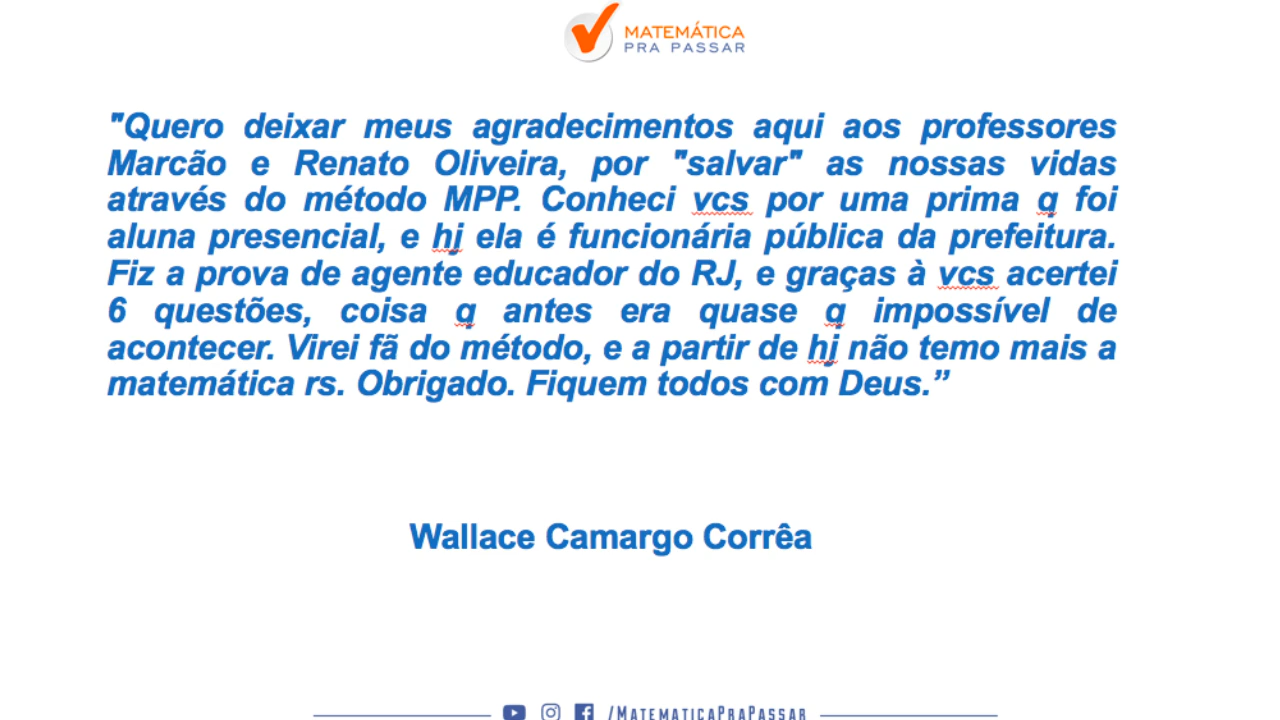 MATEMÁTICA
PRA PASSAR
"Quero deixar meus agradecimentos aqui aos professores
Marcão e Renato Oliveira, por "salvar" as nossas vidas
através do método MPP. Conheci vcs por uma prima q foi
aluna presencial, e hj ela é funcionária pública da prefeitura.
Fiz a prova de agente educador do RJ, e graças à vcs acertei
6 questões, coisa q antes era quase q impossível de
acontecer. Virei fã do método, e a partir de hj não temo mais a
matemática rs. Obrigado. Fiquem todos com Deus.”
Wallace Camargo Corrêa
/MATEMATICAPRAPASSAR